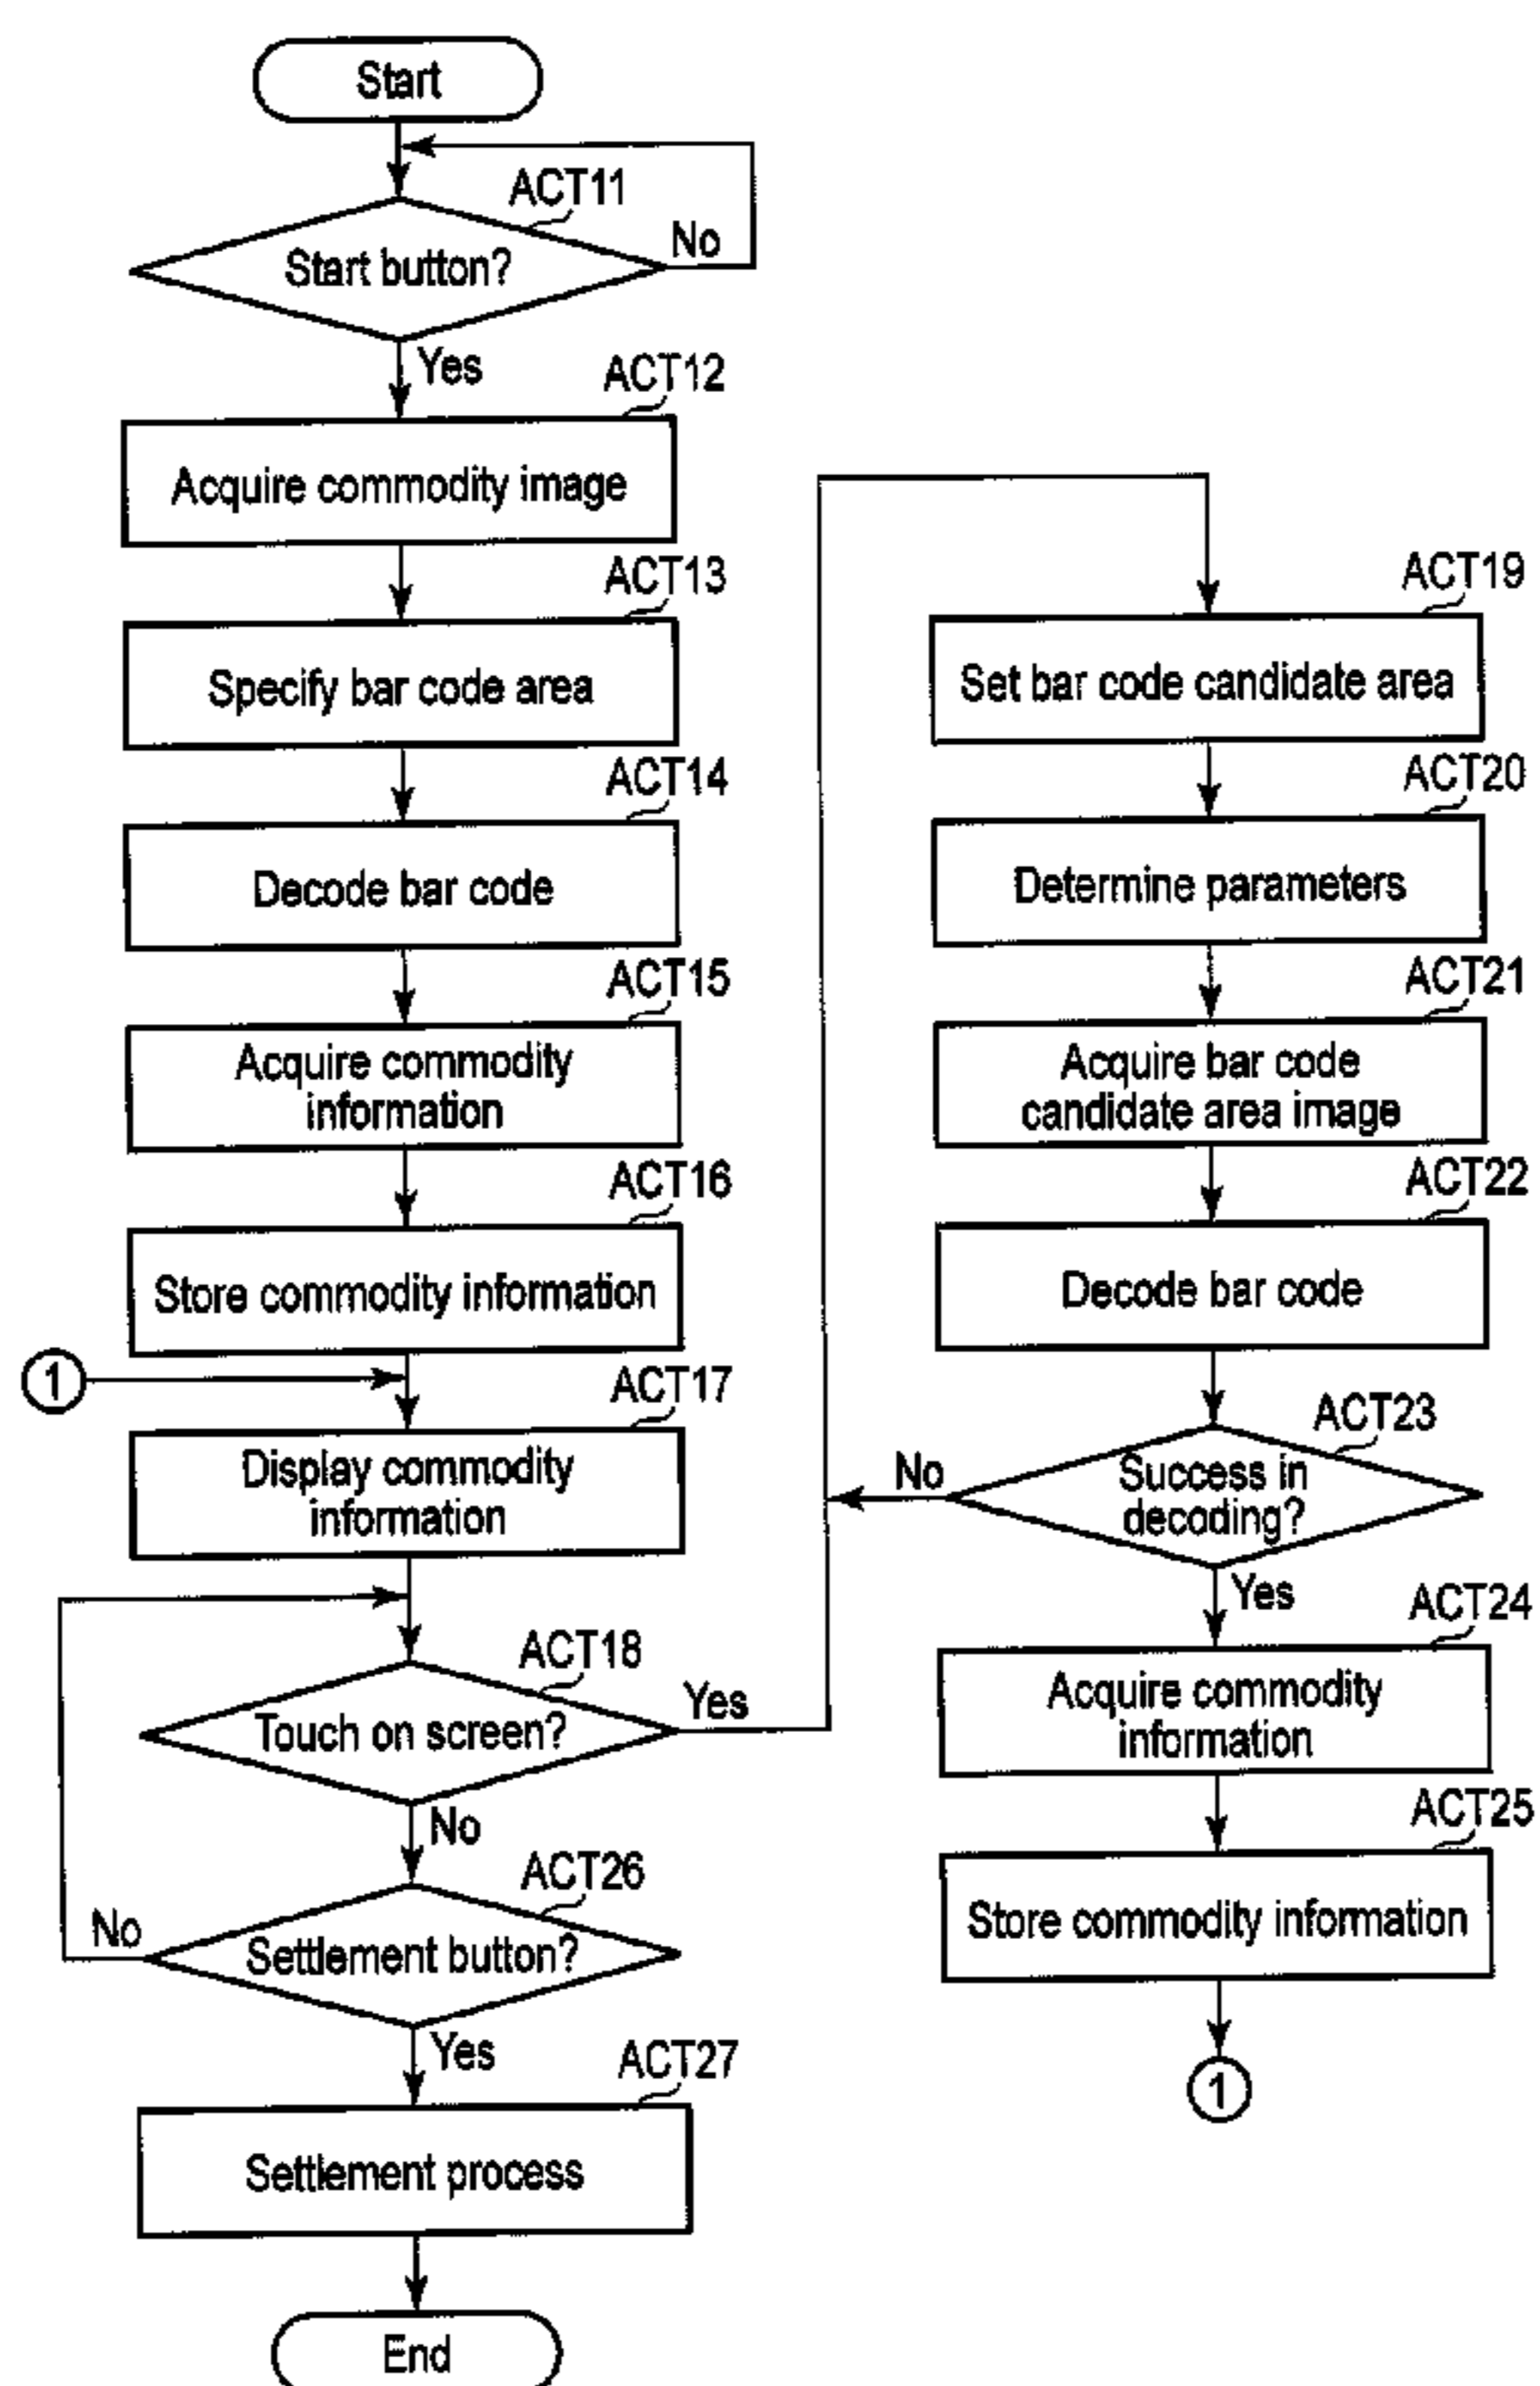 Start
ACT11
Start button?
No
Yes
ACT12
Acquire commodity image
ACT13
Specify bar code area
ACT14
Decode bar code
ACT15
Acquire commodity
information
ACT16
Store commodity information
1
ACT17
Display commodity
information
ACT18
Touch on screen?
Yes
No
ACT26
Settlement button?
No
Yes
ACT27
Settlement process
End
ACT19
Set bar code candidate area
ACT20
Determine parameters
ACT21
Acquire bar code
candidate area image
ACT22
Decode bar code
ACT23
Success in
decoding?
No
Yes
ACT24
Acquire commodity
information
ACT25
Store commodity information
1